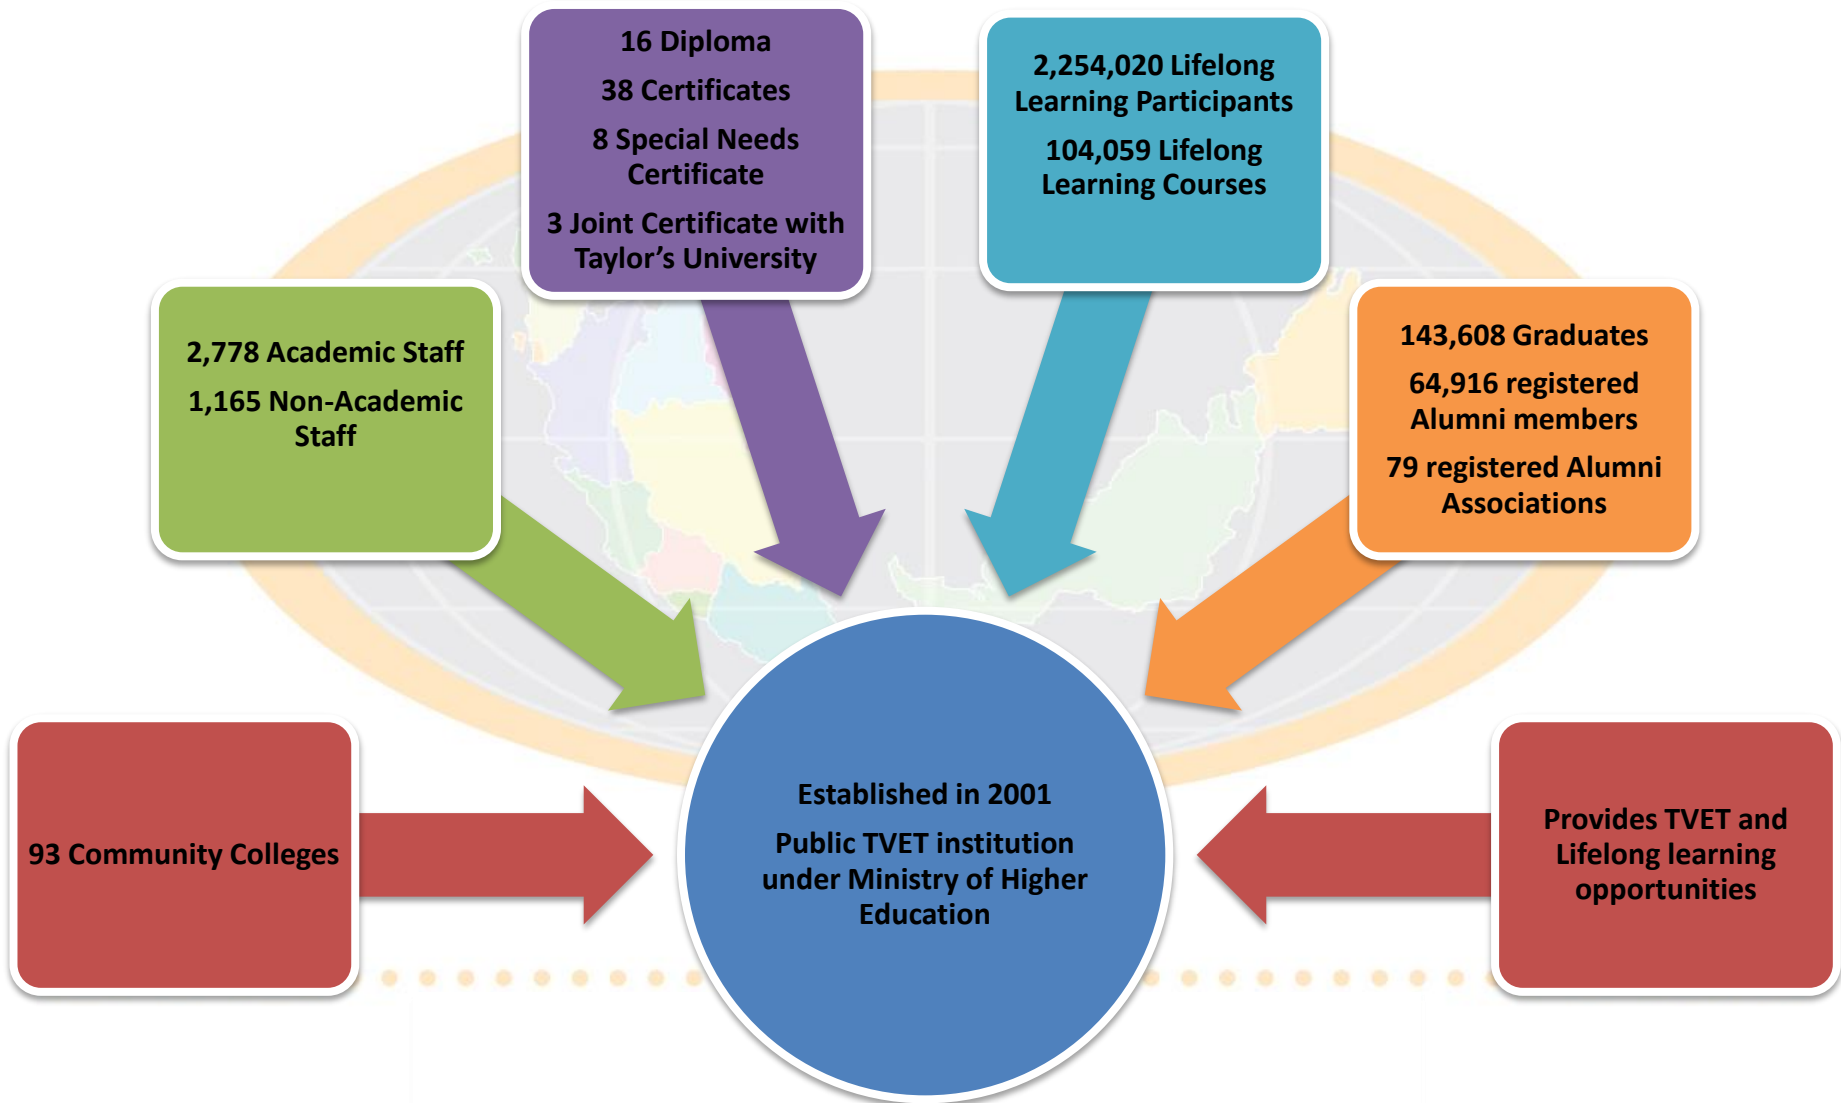 16 Diploma
38 Certificates
8 Special Needs
Certificate
3 Joint Certificate with
Taylor’s University
2,254,020 Lifelong
Learning Participants
104,059 Lifelong
Learning Courses
2,778 Academic Staff
1,165 Non-Academic
Staff
143,608 Graduates
64,916 registered
Alumni members
79 registered Alumni
Associations
93 Community Colleges
Established in 2001
Public TVET institution
under Ministry of Higher
Education
Provides TVET and
Lifelong learning
opportunities